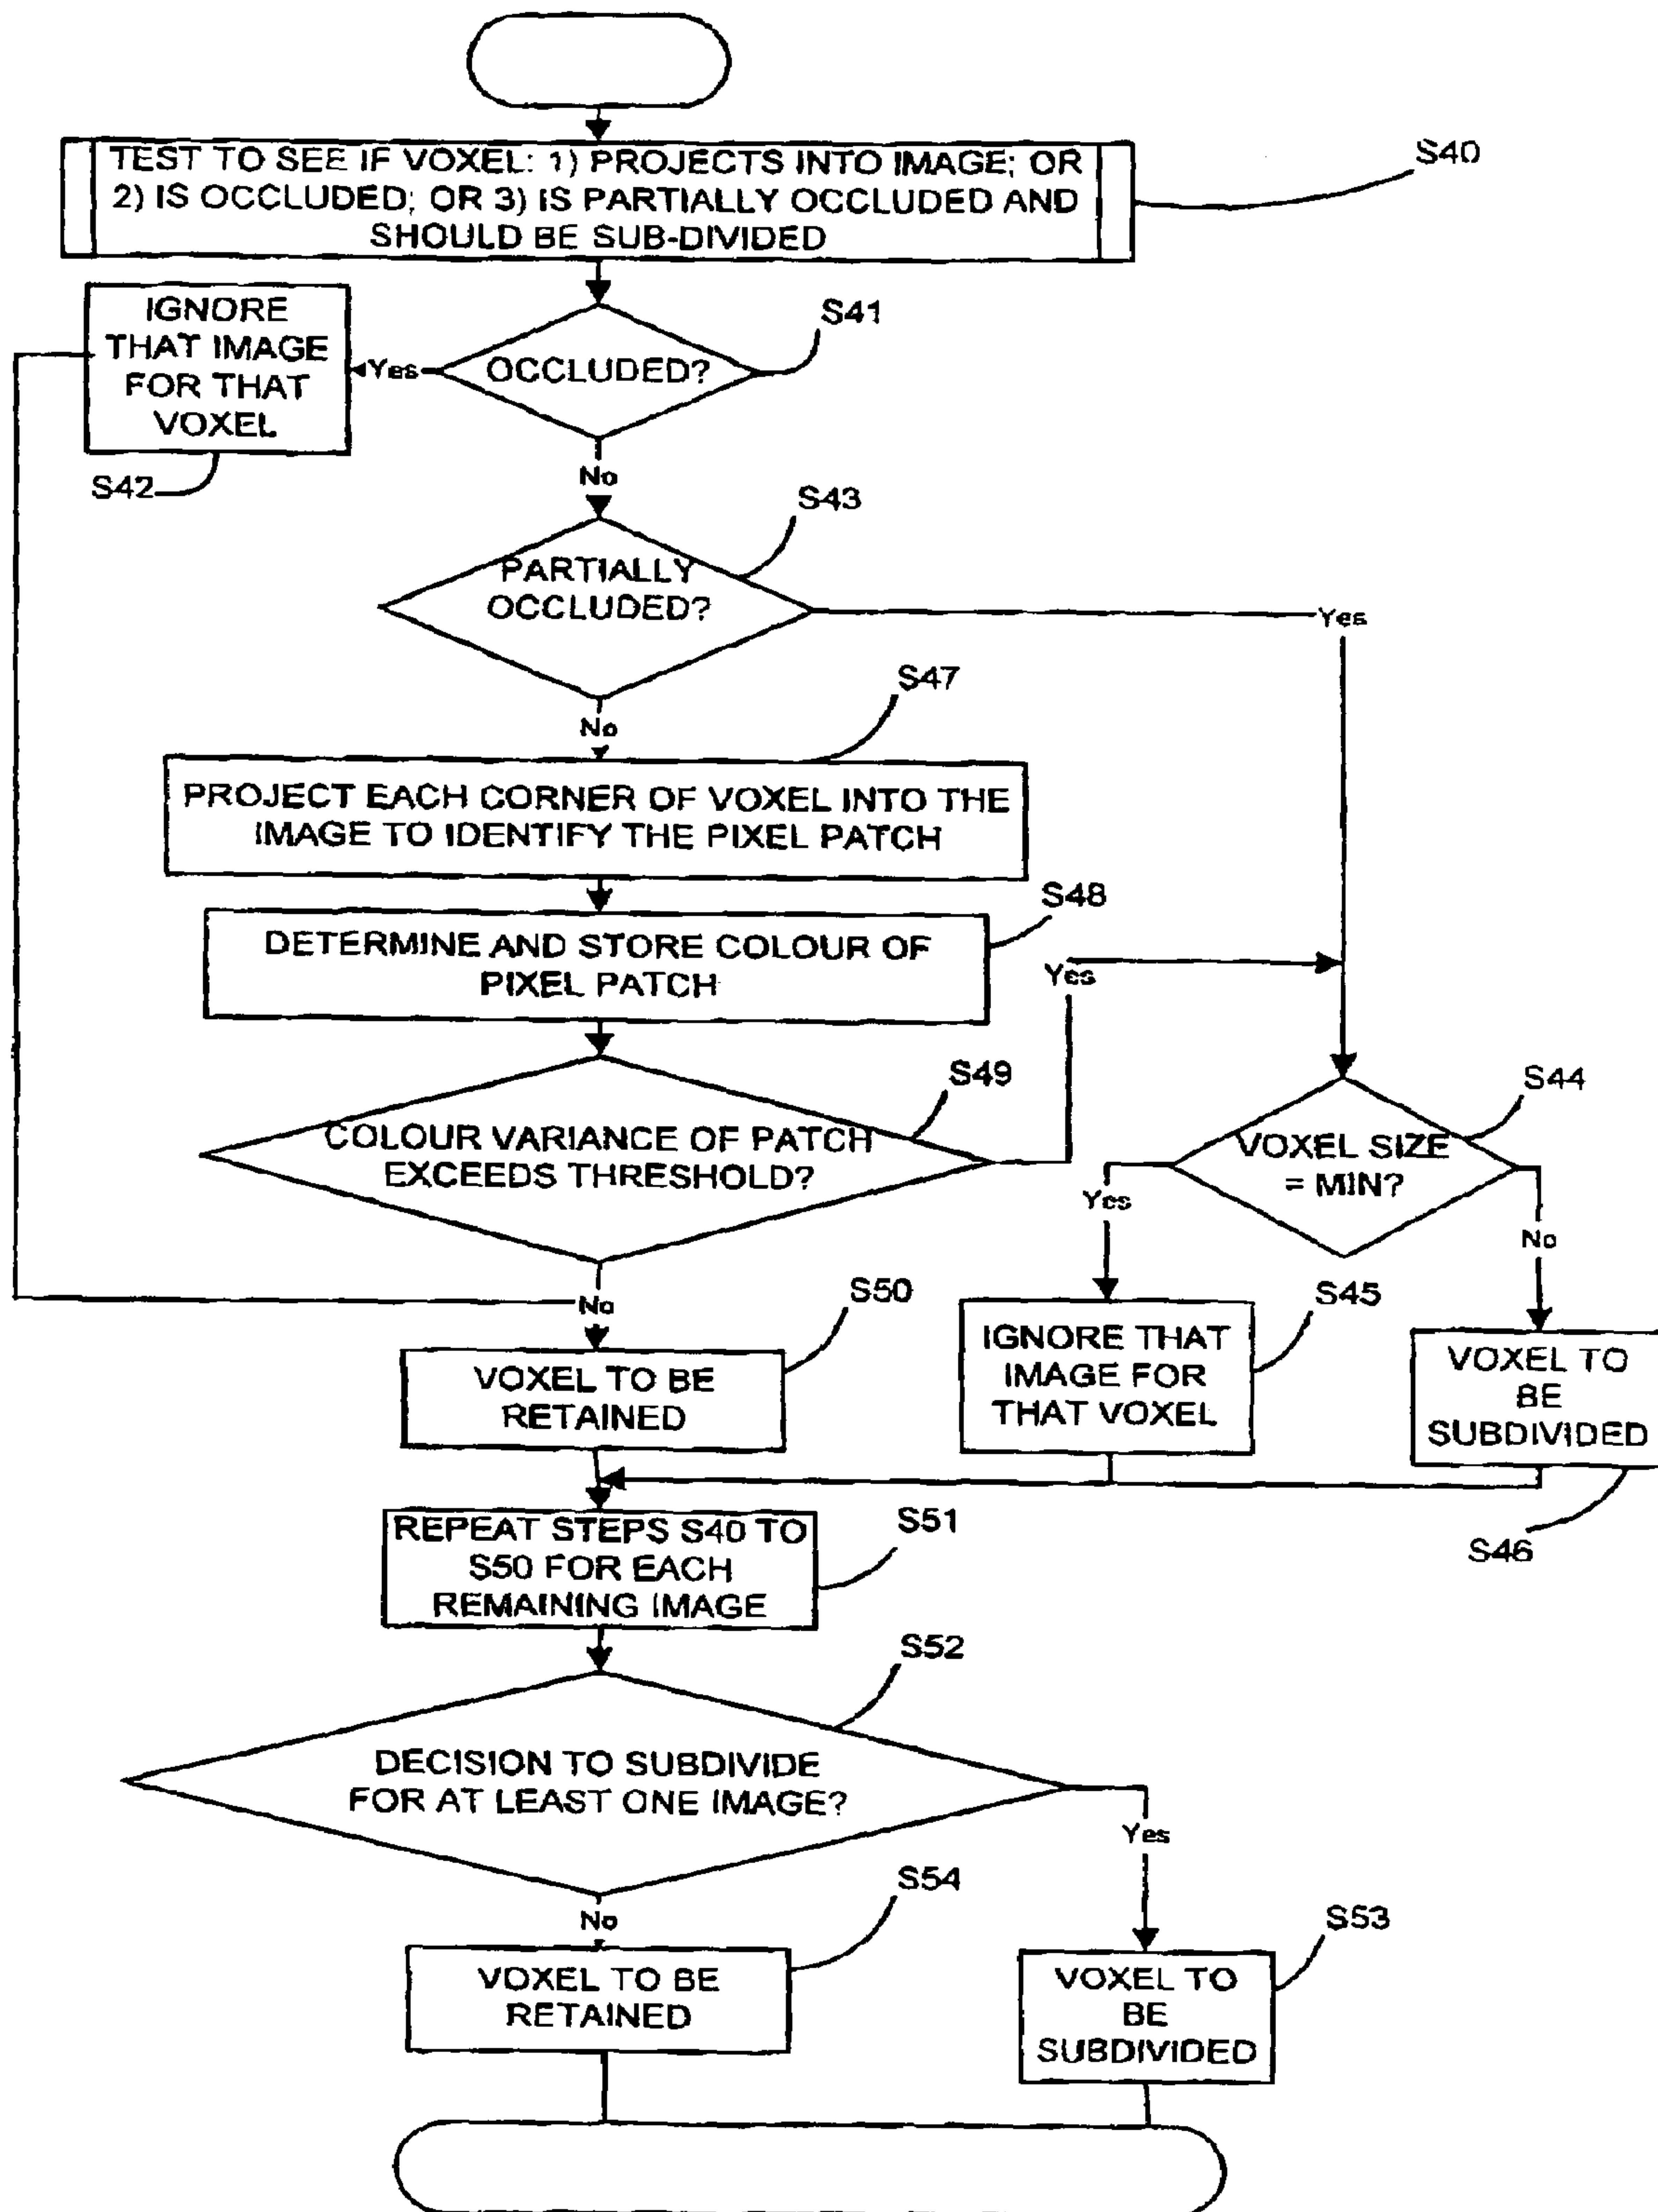 TEST TO SEE IF VOXEL: 1) PROJECTS INTO IMAGE; OR
2) IS OCCLUDED; OR 3) IS PARTIALLY OCCLUDED AND
SHOULD BE SUB-DIVIDED
S40
IGNORE
THAT IMAGE
FOR THAT
VOXEL
S42
Yes
OCCLUDED?
S41
No
S43
PARTIALLY
OCCLUDED?
Yes
No
S47
PROJECT EACH CORNER OF VOXEL INTO THE
IMAGE TO IDENTIFY THE PIXEL PATCH
S48
DETERMINE AND STORE COLOUR OF
PIXEL PATCH
Yes
S49
COLOUR VARIANCE OF PATCH
EXCEEDS THRESHOLD?
S44
VOXEL SIZE
= MIN?
Yes
No
No
S50
VOXEL TO BE
RETAINED
S45
IGNORE THAT
IMAGE FOR
THAT VOXEL
VOXEL TO
BE
SUBDIVIDED
S46
S51
REPEAT STEPS S40 TO
S50 FOR EACH
REMAINING IMAGE
S52
DECISION TO SUBDIVIDE
FOR AT LEAST ONE IMAGE?
Yes
No
S54
VOXEL TO BE
RETAINED
S53
VOXEL TO
BE
SUBDIVIDED